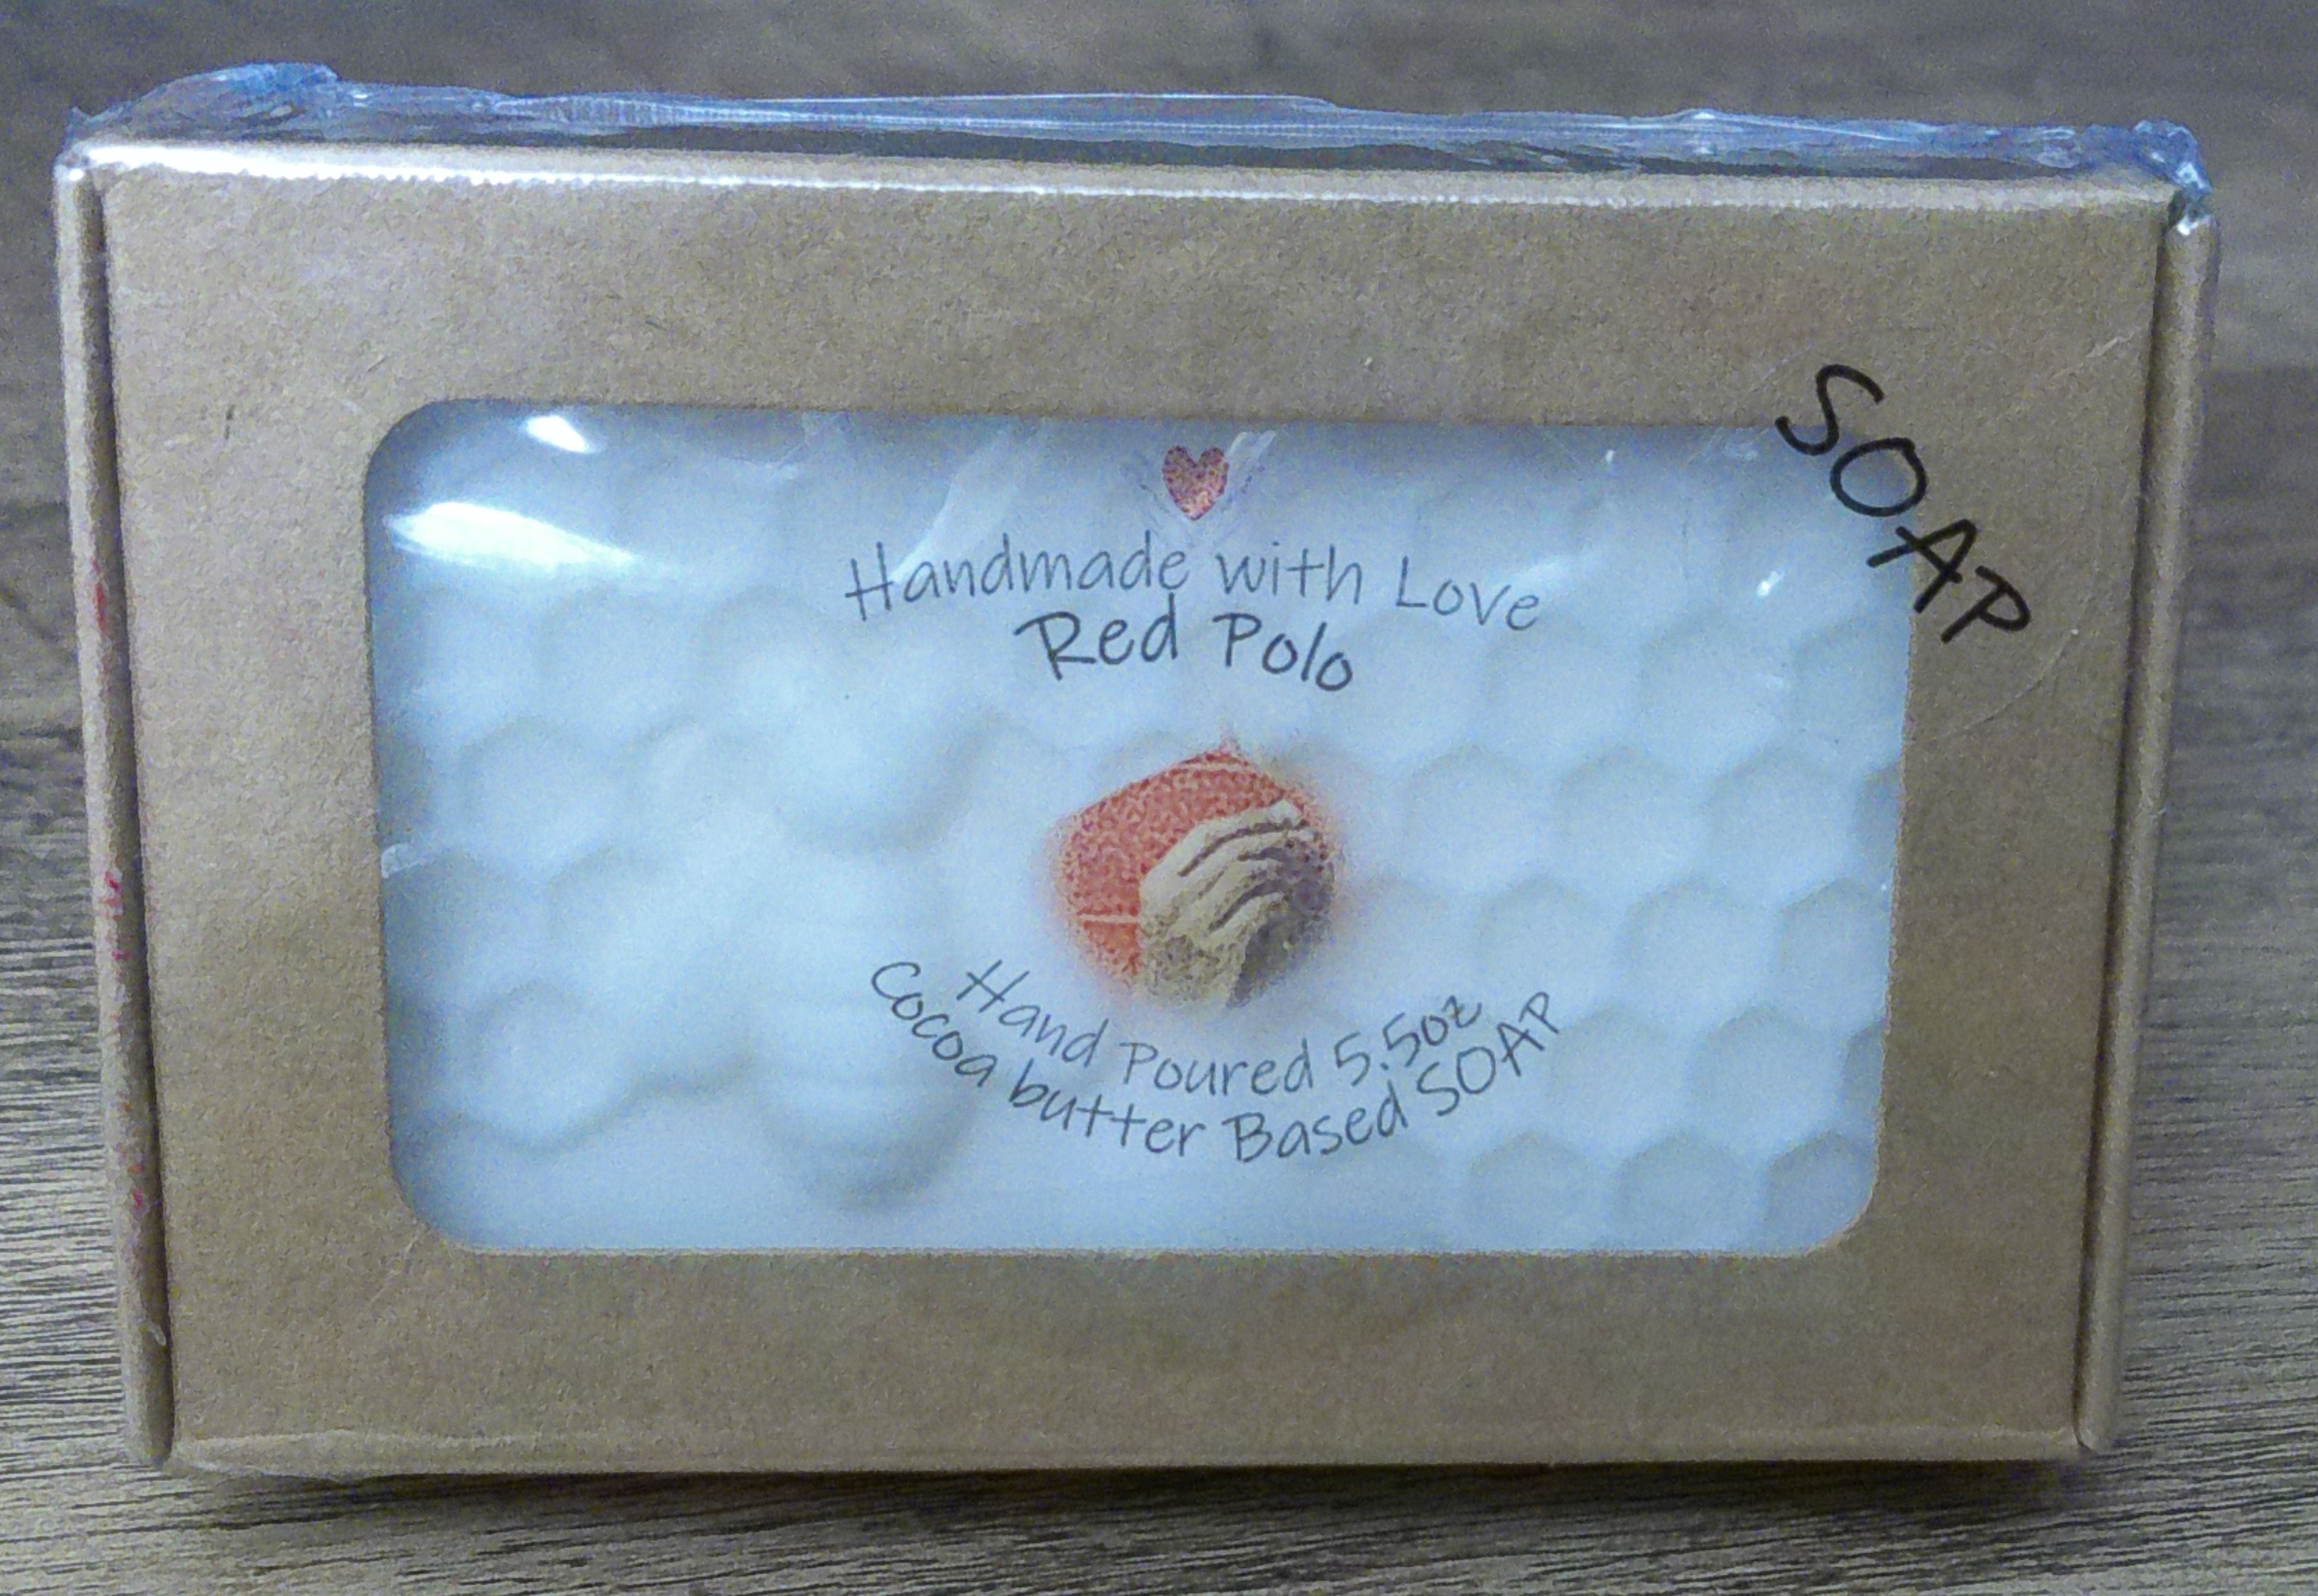 SOAP
Handmade with Love
Red Polo
Hand Poured 5.5oz
Cocoa butter Based SOAP